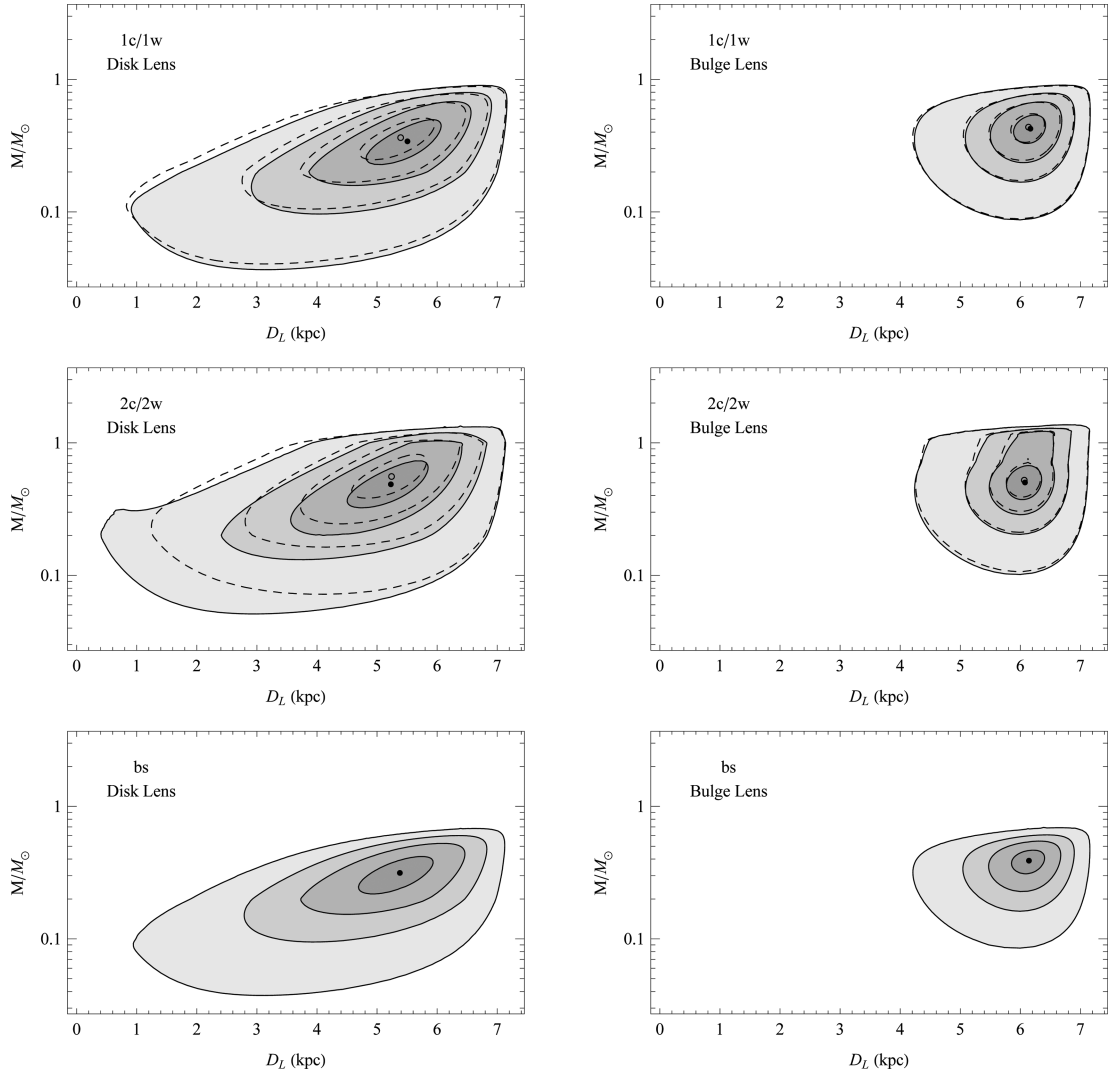 1c/1w
Disk Lens
M/M☉
1
0.1
0 1 2 3 4 5 6 7
D_L (kpc)
1c/1w
Bulge Lens
M/M☉
1
0.1
0 1 2 3 4 5 6 7
D_L (kpc)
2c/2w
Disk Lens
M/M☉
1
0.1
0 1 2 3 4 5 6 7
D_L (kpc)
2c/2w
Bulge Lens
M/M☉
1
0.1
0 1 2 3 4 5 6 7
D_L (kpc)
bs
Disk Lens
M/M☉
1
0.1
0 1 2 3 4 5 6 7
D_L (kpc)
bs
Bulge Lens
M/M☉
1
0.1
0 1 2 3 4 5 6 7
D_L (kpc)